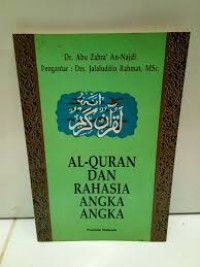 Dr. Abu Zahra' An-Najdi
Pengantar : Drs. Jalaluddin Rahmat, MSc.
AL-QURAN
DAN
RAHASIA
ANGKA
ANGKA